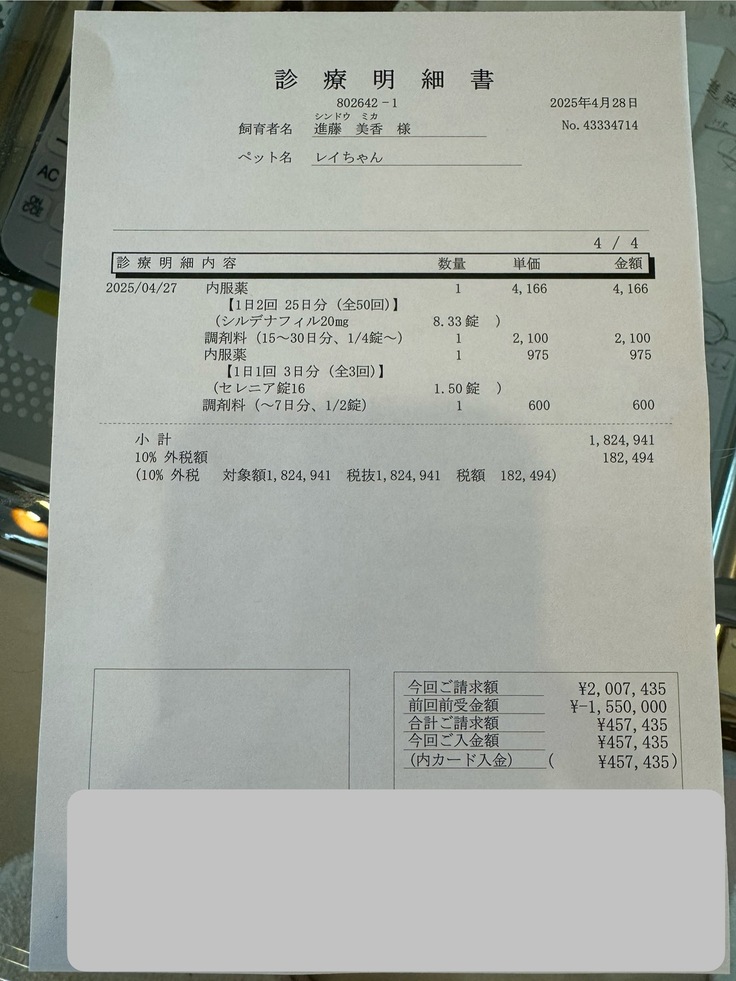 診療明細書
802642-1 2025年4月28日
シンドウ ミカ
飼育者名 進藤 美香 様 No.43334714
ペット名 レイちゃん
4 / 4
診療明細内容 数量 単価 金額
2025/04/27 内服薬 1 4,166 4,166
【1日2回 25日分(全50回)】
(シルデナフィル20mg 8.33錠 )
調剤料(15～30日分、1/4錠～) 1 2,100 2,100
内服薬 1 975 975
【1日1回 3日分(全3回)】
(セレニア錠16 1.50錠 )
調剤料(～7日分、1/2錠) 1 600 600
小計 1,824,941
10% 外税額 182,494
(10% 外税 対象額1,824,941 税抜1,824,941 税額 182,494)
今回ご請求額 ¥2,007,435
前回前受金額 ¥-1,550,000
合計ご請求額 ¥457,435
今回ご入金額 ¥457,435
(内カード入金) ( ¥457,435)
AC